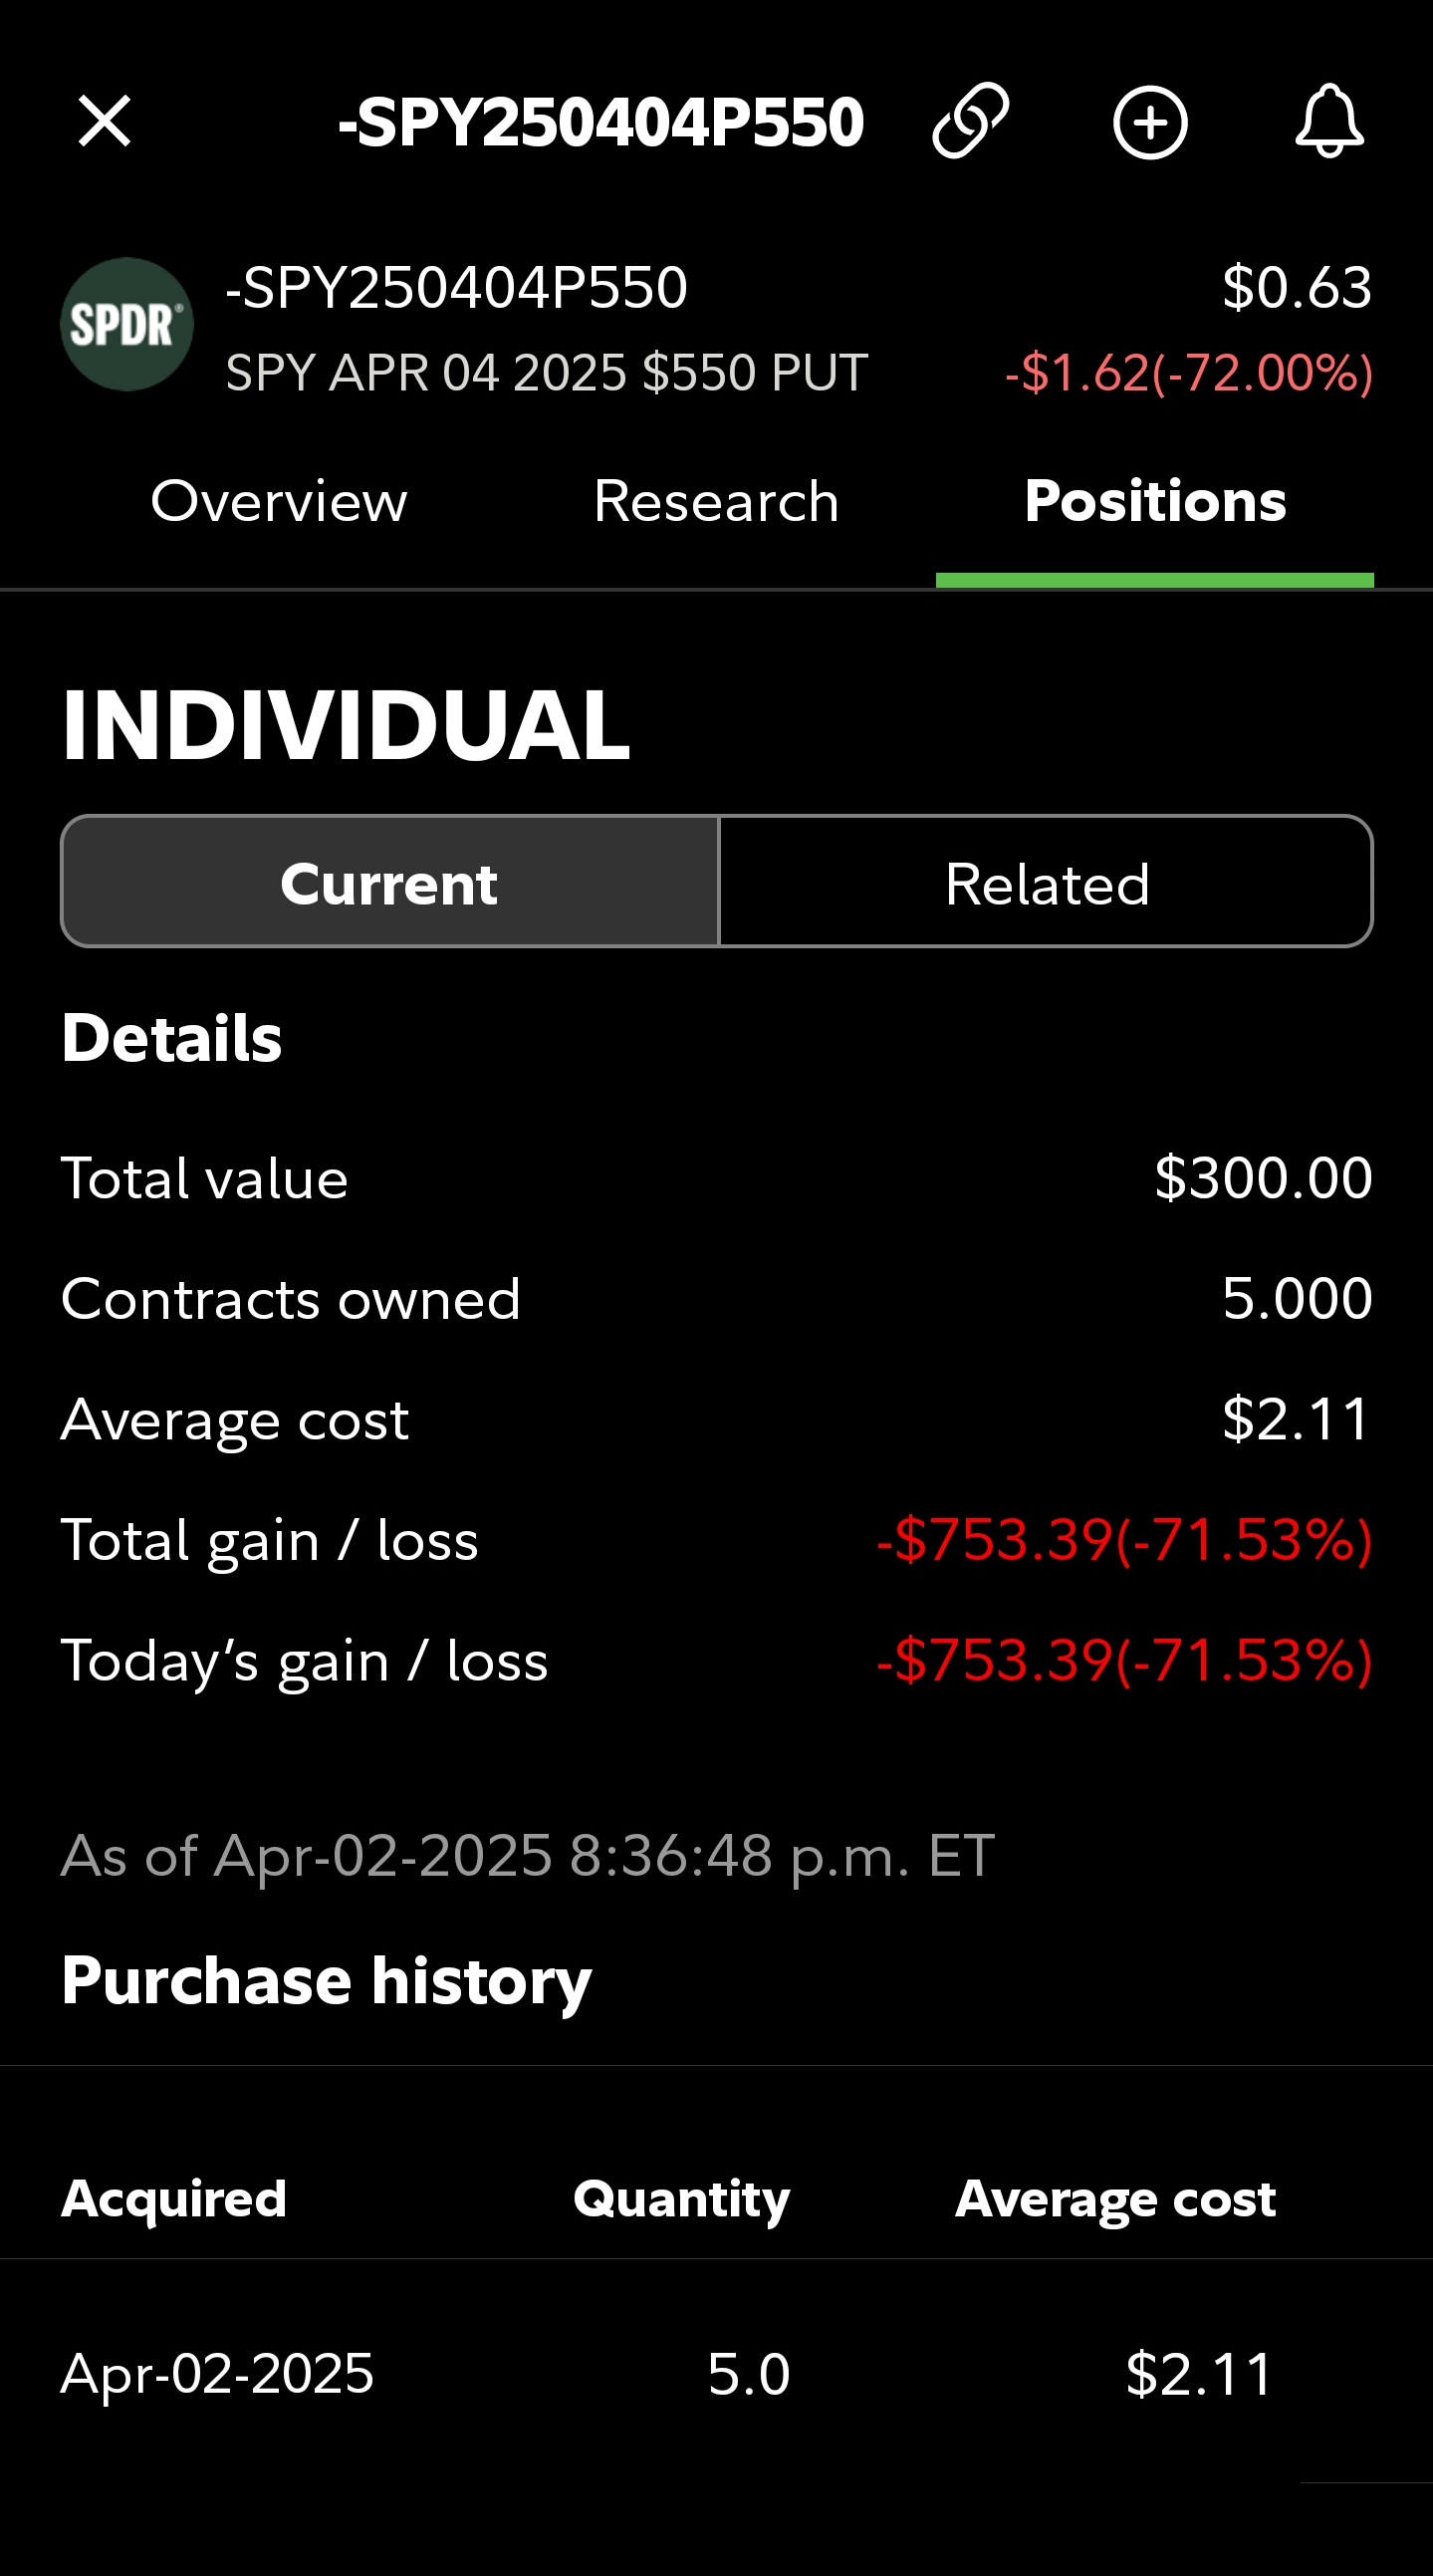 -SPY250404P550
SPDR®
-SPY250404P550 $0.63
SPY APR 04 2025 $550 PUT -$1.62(-72.00%)
Overview Research Positions
INDIVIDUAL
Current Related
Details
Total value $300.00
Contracts owned 5.000
Average cost $2.11
Total gain / loss -$753.39(-71.53%)
Today’s gain / loss -$753.39(-71.53%)
As of Apr-02-2025 8:36:48 p.m. ET
Purchase history
Acquired Quantity Average cost
Apr-02-2025 5.0 $2.11